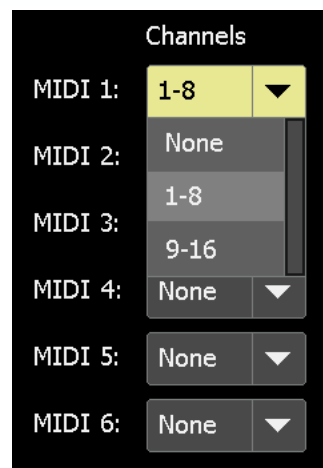 Channels
MIDI 1: 1-8
None
MIDI 2:
1-8
MIDI 3:
9-16
MIDI 4: None
MIDI 5: None
MIDI 6: None